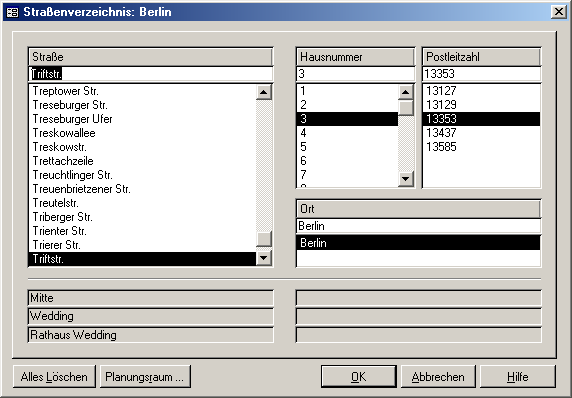 Straßenverzeichnis: Berlin
Straße
Triftstr.
Treptower Str.
Treseburger Str.
Treseburger Ufer
Treskowallee
Treskowstr.
Trettachzeile
Treuchtlinger Str.
Treuenbrietzener Str.
Treutelstr.
Triberger Str.
Trienter Str.
Trierer Str.
Triftstr.
Hausnummer
3
1
2
3
4
5
6
7
Postleitzahl
13353
13127
13129
13353
13437
13585
Ort
Berlin
Berlin
Mitte
Wedding
Rathaus Wedding
Alles Löschen
Planungsraum ...
OK
Abbrechen
Hilfe